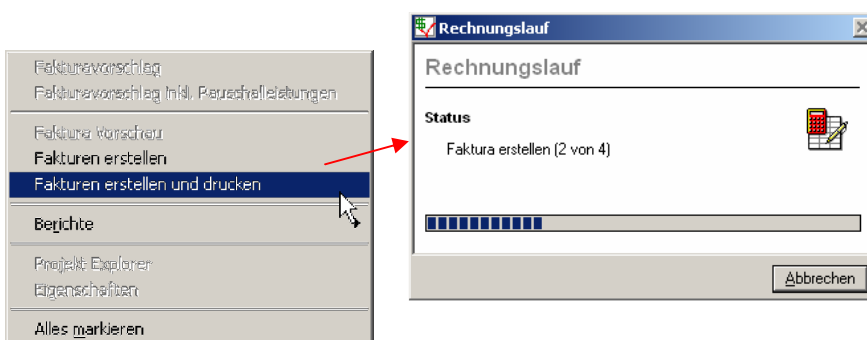 Fakturavorschlag
Fakturavorschlag inkl. Pauschalleistungen
Faktura Vorschau
Fakturen erstellen
Fakturen erstellen und drucken
Berichte
Projekt Explorer
Eigenschaften
Alles markieren
Rechnungslauf
Rechnungslauf
Status
Faktura erstellen (2 von 4)
Abbrechen